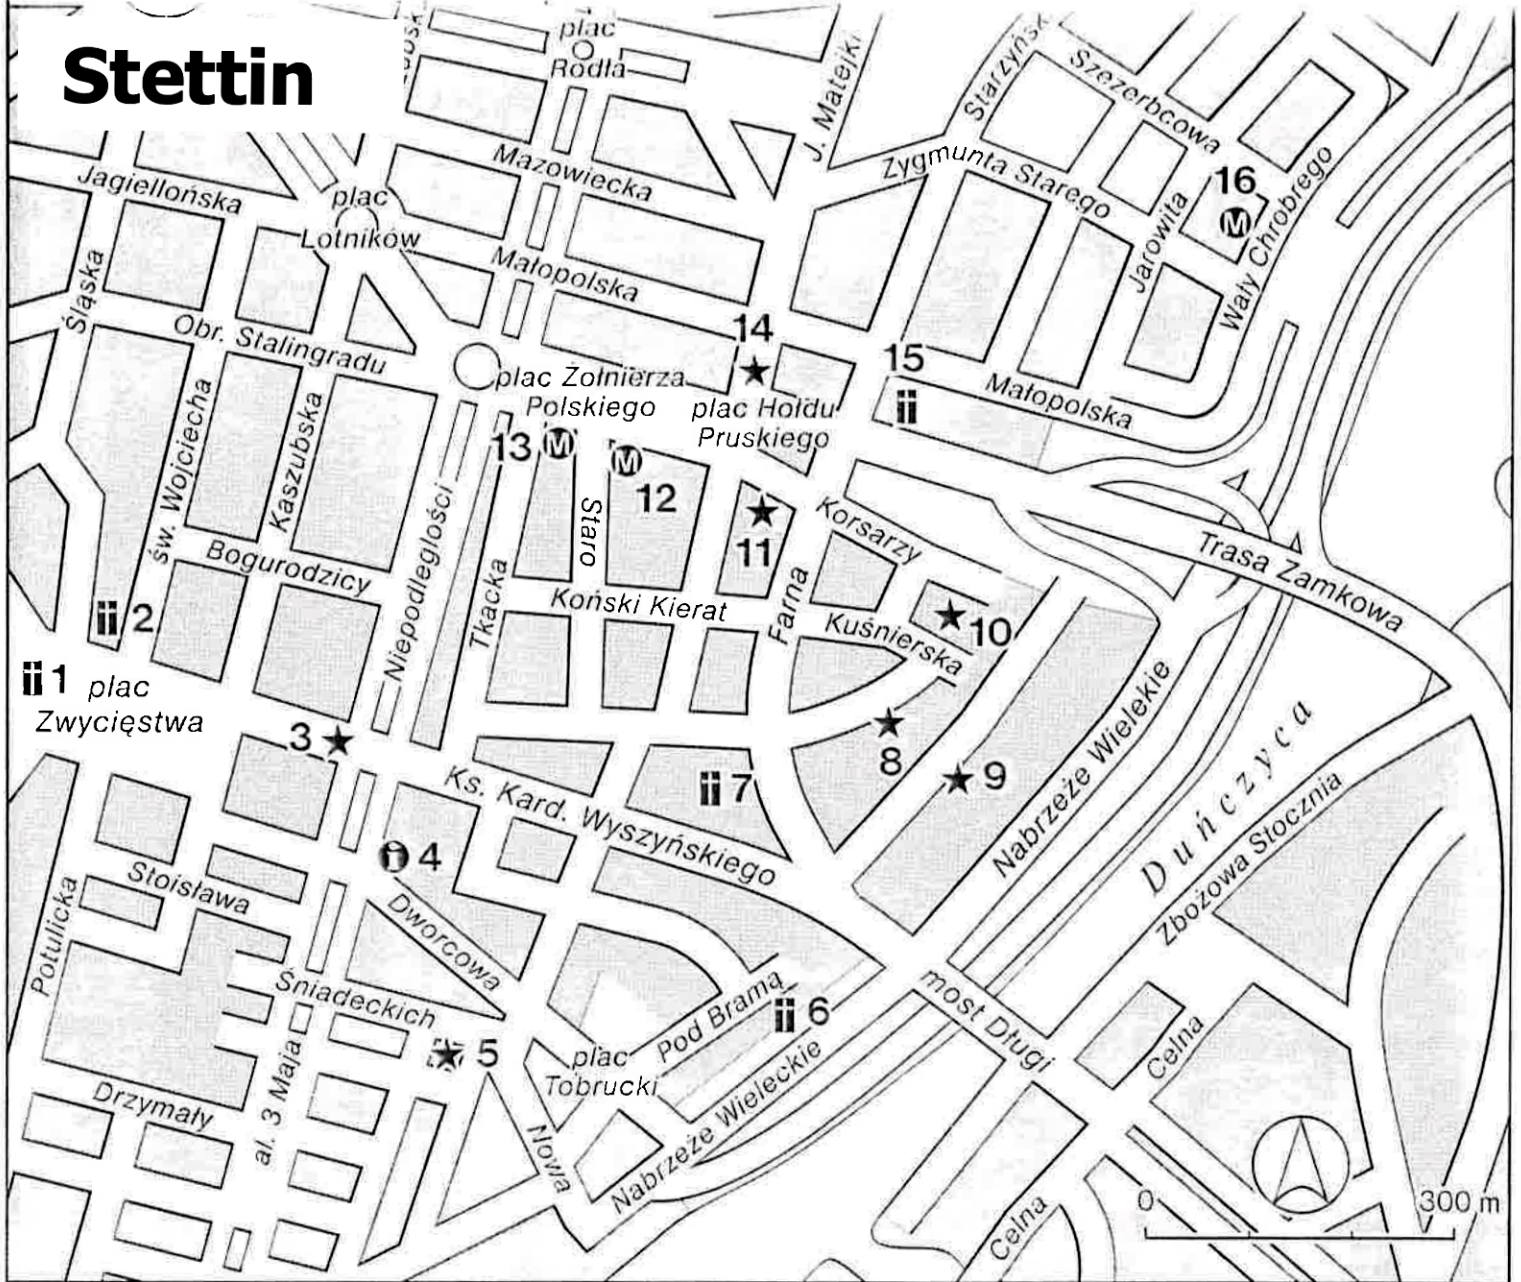 Stettin
plac
Rodła
J. Matejki
Starzyńsk
Szezerbcowa
Mazowiecka
Zygmunta Starego
Jagiellońska
plac
Lotników
16
M
Jarowita
Wały Chrobrego
Śląska
Małopolska
Obr. Stalingradu
14
15
plac Żołnierza
Polskiego
plac Hołdu
Pruskiego
Małopolska
św. Wojciecha
Kaszubska
13 M
M
12
Staro
11
Korsarzy
Trasa Zamkowa
Bogurodzicy
Niepodległości
Tkacka
Koński Kierat
Farna
Kuśnierska
10
2
1 plac
Zwycięstwa
3
8
9
Nabrzeże Wielekie
Duńczyca
Zbożowa Stocznia
Ks. Kard. Wyszyńskiego
7
4
Stoisława
Dworcowa
Potulicka
Śniadeckich
5
6
Pod Bramą
plac
Tobrucki
most Długi
Celna
Drzymały
al. 3 Maja
Nowa
Nabrzeże Wieleckie
Celna
0 300 m